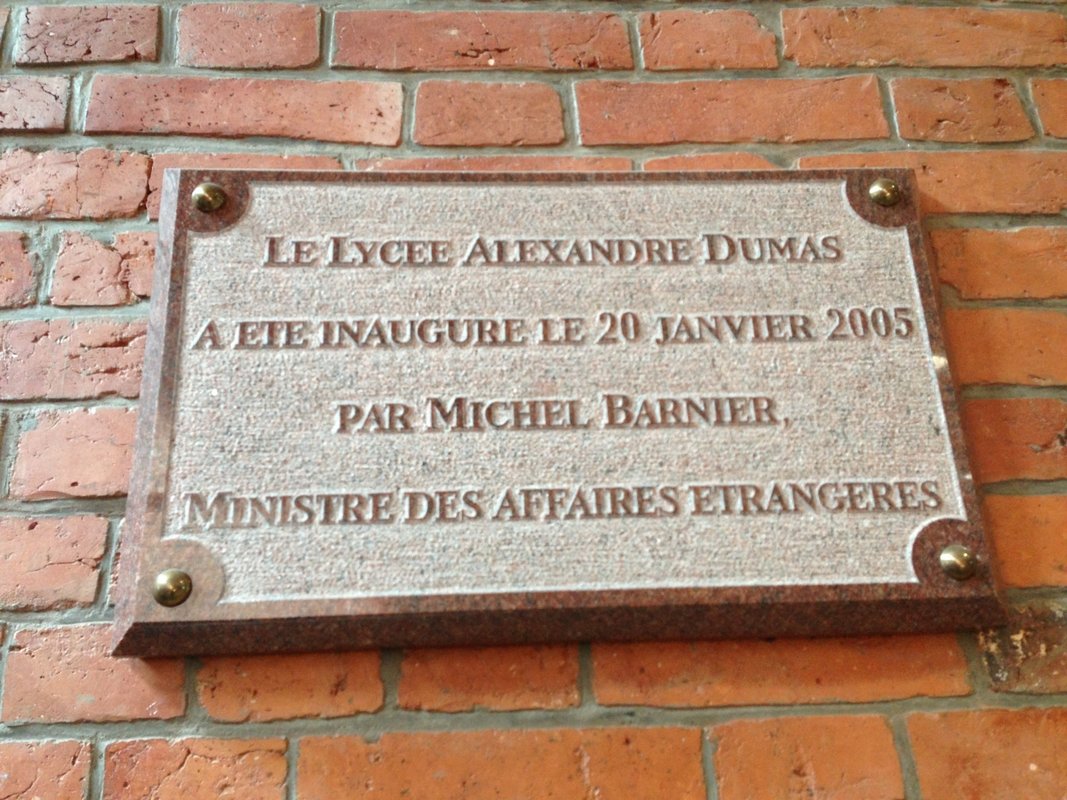 LE LYCEE ALEXANDRE DUMAS
A ETE INAUGURE LE 20 JANVIER 2005
PAR MICHEL BARNIER,
MINISTRE DES AFFAIRES ETRANGERES